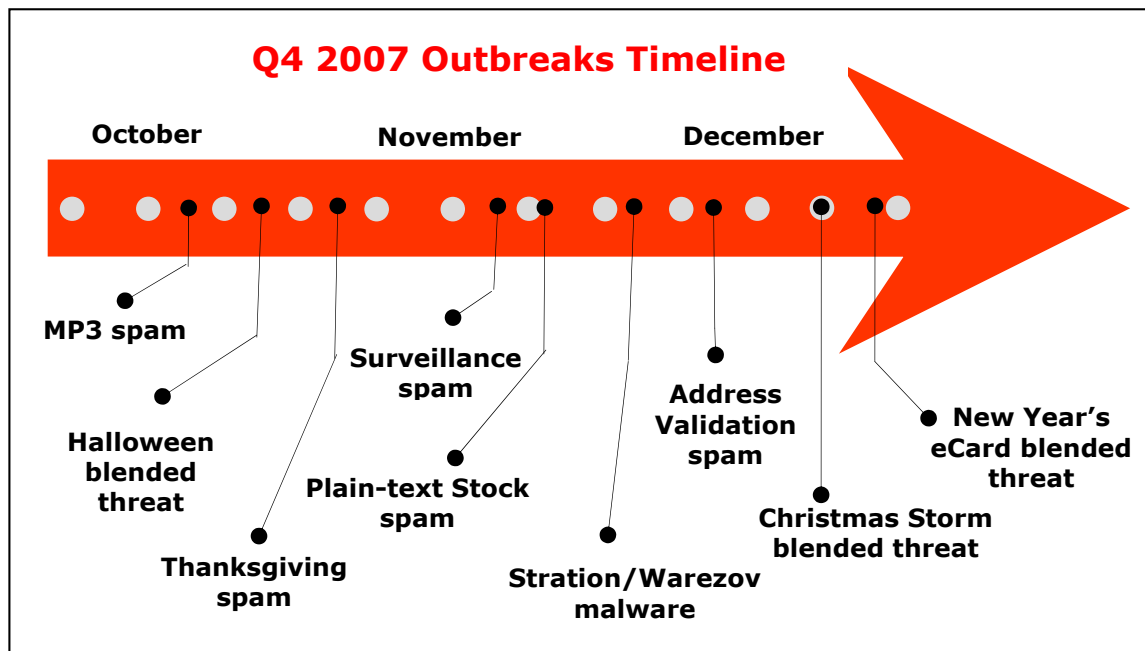 Q4 2007 Outbreaks Timeline
October
November
December
MP3 spam
Halloween
blended
threat
Thanksgiving
spam
Surveillance
spam
Plain-text Stock
spam
Stration/Warezov
malware
Address
Validation
spam
Christmas Storm
blended threat
New Year’s
eCard blended
threat